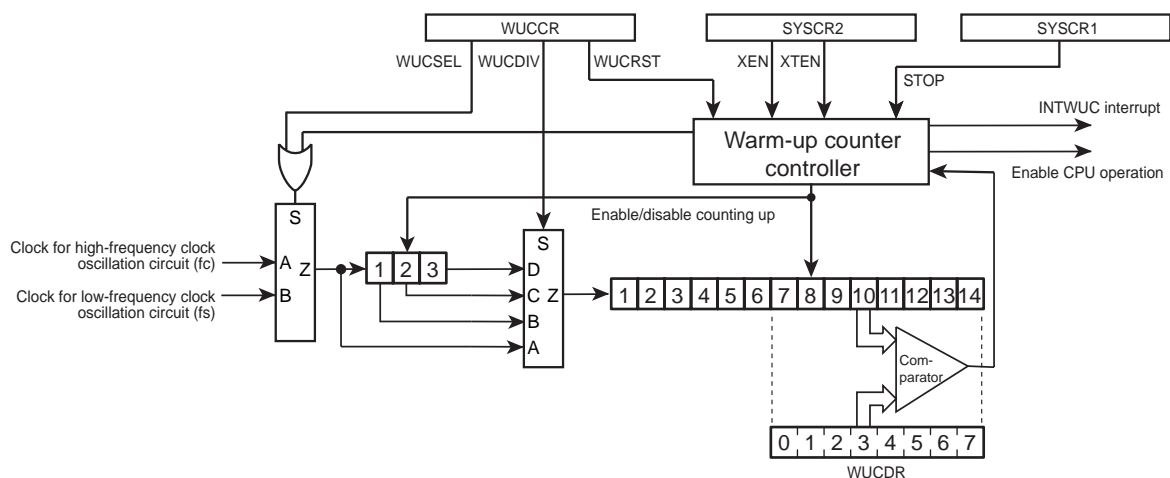 WUCCR
SYSCR2
SYSCR1
WUCSEL
WUCDIV
WUCRST
XEN
XTEN
STOP
INTWUC interrupt
Warm-up counter
controller
Enable CPU operation
S
Enable/disable counting up
S
Clock for high-frequency clock
oscillation circuit (fc)
A
Z
1 2 3
D
Clock for low-frequency clock
oscillation circuit (fs)
B
C
Z
B
A
1 2 3 4 5 6 7 8 9 10 11 12 13 14
Com-
parator
0 1 2 3 4 5 6 7
WUCDR